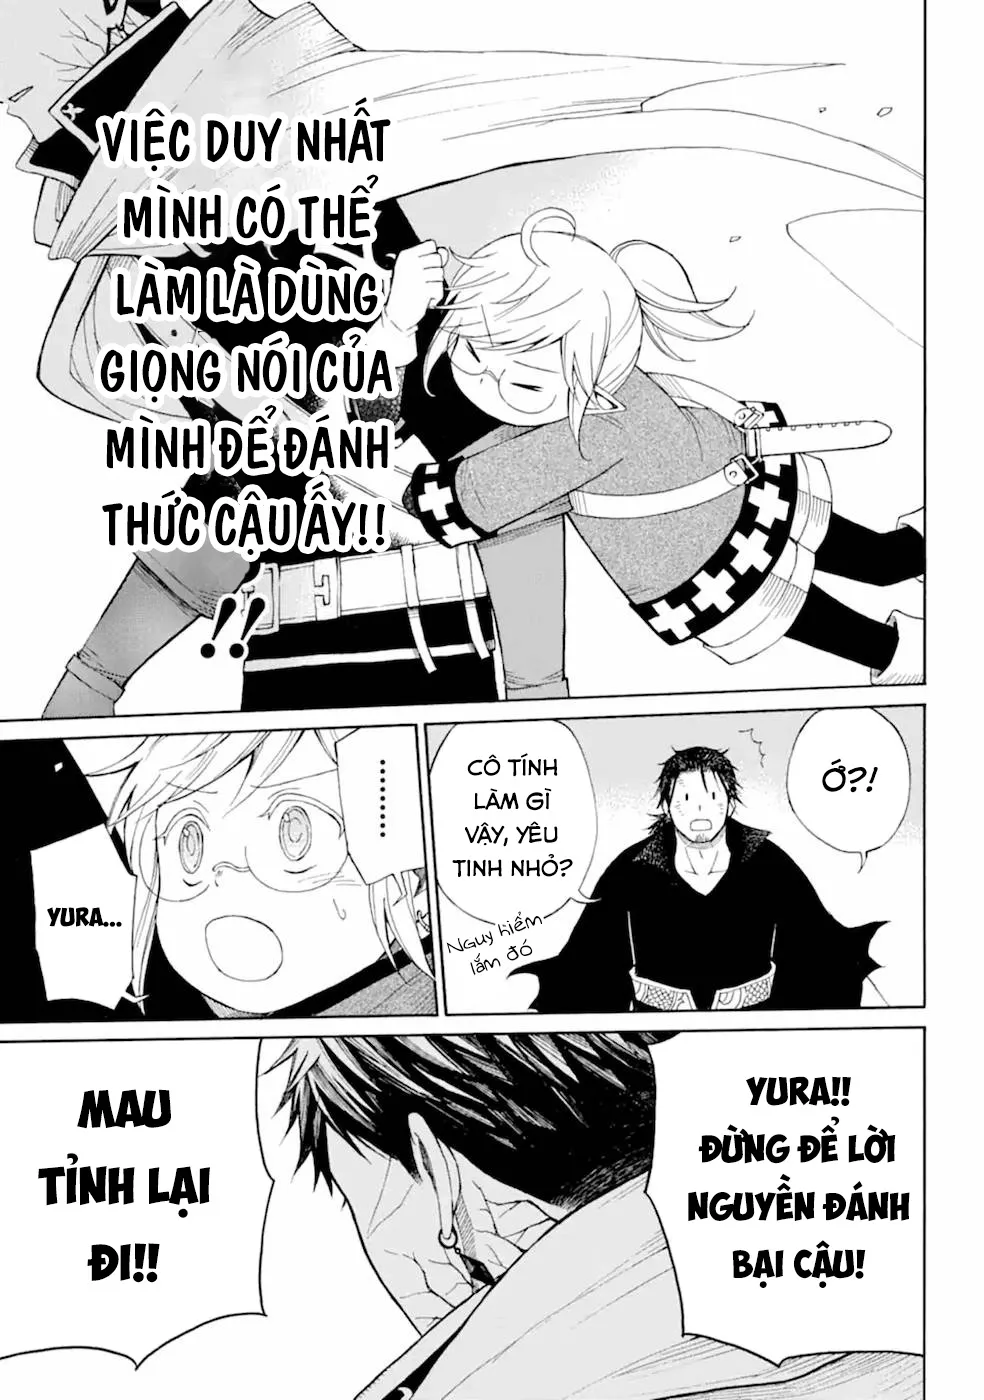 VIỆC DUY NHẤT
MÌNH CÓ THỂ
LÀM LÀ DÙNG
GIỌNG NÓI CỦA
MÌNH ĐỂ ĐÁNH
THỨC CẬU ẤY!!
!!
Ớ?!
CÔ TÍNH
LÀM GÌ
VẬY, YÊU
TINH NHỎ?
Nguy hiểm
lắm đó
..........
YURA...
YURA!!
ĐỪNG ĐỂ LỜI
NGUYỀN ĐÁNH
BẠI CẬU!
MAU
TỈNH LẠI
ĐI!!